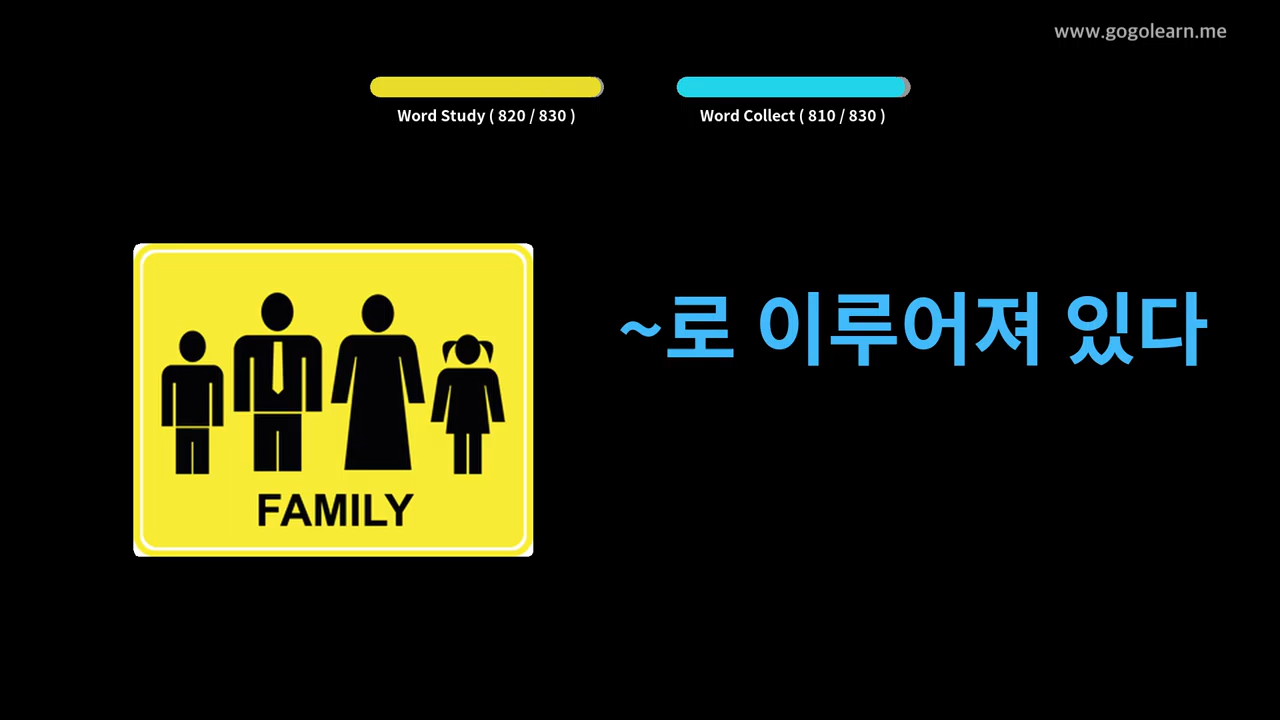 www.gogolearn.me
Word Study ( 820 / 830 )
Word Collect ( 810 / 830 )
~로 이루어져 있다
FAMILY